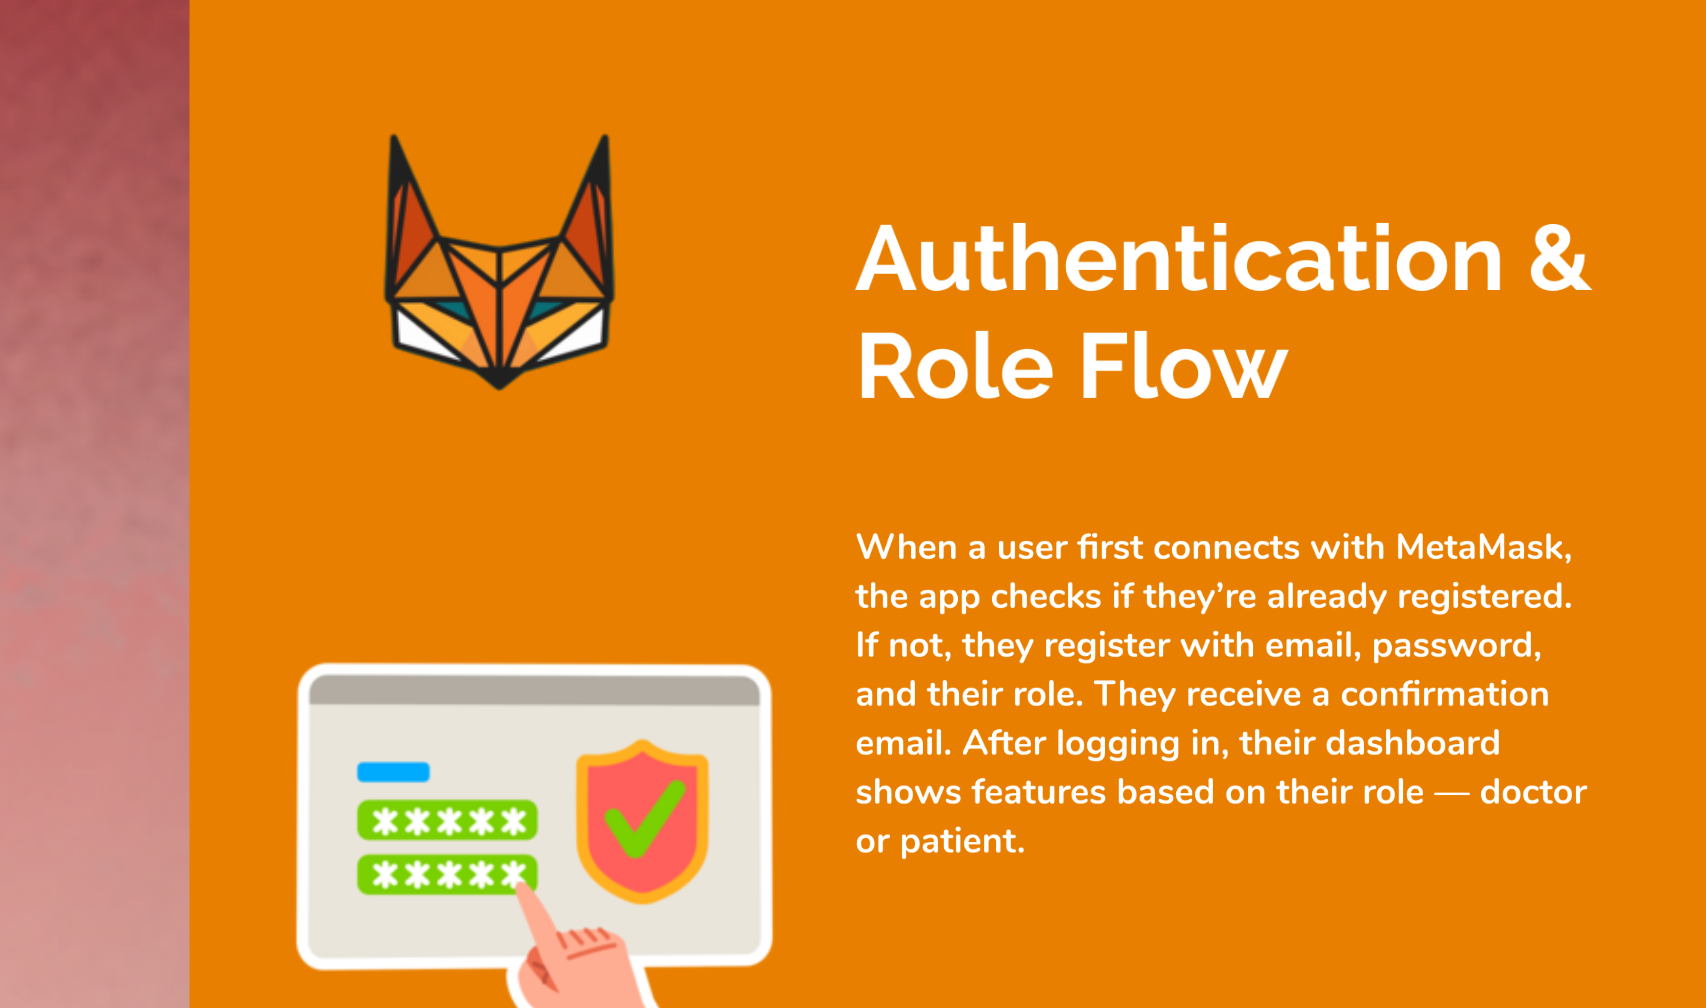 Authentication &
Role Flow
When a user first connects with MetaMask,
the app checks if they’re already registered.
If not, they register with email, password,
and their role. They receive a confirmation
email. After logging in, their dashboard
shows features based on their role — doctor
or patient.
*****
*****